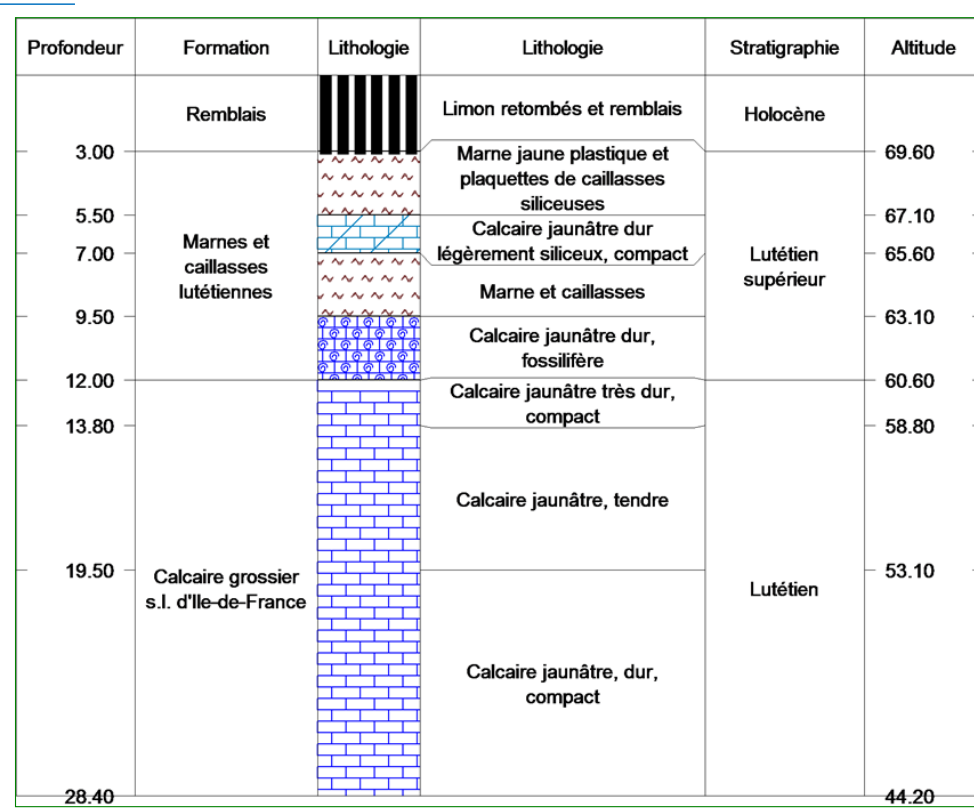 Profondeur Formation Lithologie Lithologie Stratigraphie Altitude
Remblais
Limon retombés et remblais
Holocène
3.00
69.60
Marne jaune plastique et
plaquettes de caillasses
siliceuses
5.50
67.10
Marnes et
caillasses
lutétiennes
Calcaire jaunâtre dur
légèrement siliceux, compact
Lutétien
supérieur
7.00
65.60
Marne et caillasses
9.50
63.10
Calcaire jaunâtre dur,
fossilifère
12.00
60.60
Calcaire jaunâtre très dur,
compact
13.80
58.80
Calcaire jaunâtre, tendre
19.50
53.10
Calcaire grossier
s.l. d'Ile-de-France
Lutétien
Calcaire jaunâtre, dur,
compact
28.40
44.20